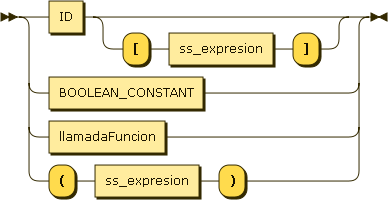 ID
[ ss_expresion ]
BOOLEAN_CONSTANT
llamadaFuncion
( ss_expresion )